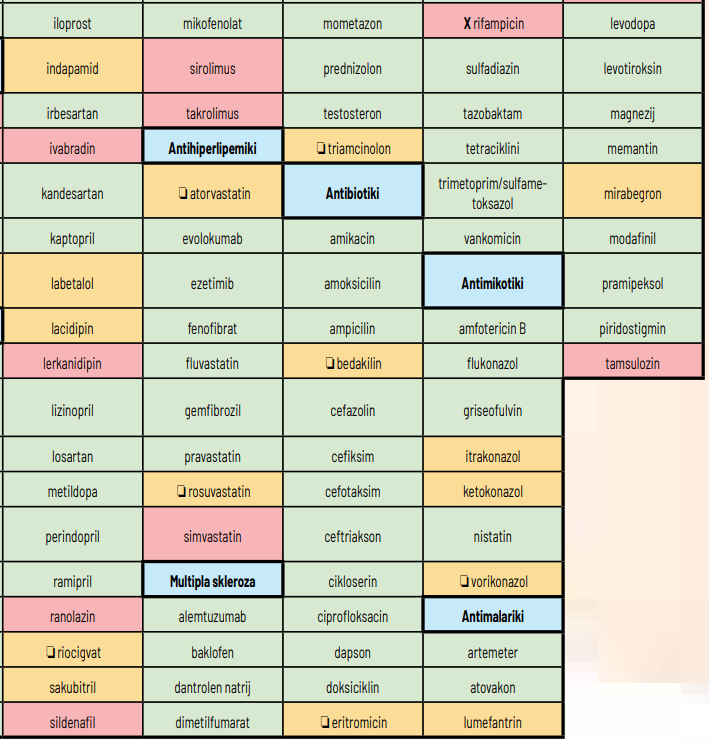 iloprost
mikofenolat
mometazon
X rifampicin
levodopa
indapamid
sirolimus
prednizolon
sulfadiazin
levotiroksin
irbesartan
takrolimus
testosteron
tazobaktam
magnezij
ivabradin
Antihiperlipemiki
❏ triamcinolon
tetraciklini
memantin
kandesartan
❏ atorvastatin
Antibiotiki
trimetoprim/sulfame-
toksazol
mirabegron
kaptopril
evolokumab
amikacin
vankomicin
modafinil
labetalol
ezetimib
amoksicilin
Antimikotiki
pramipeksol
lacidipin
fenofibrat
ampicilin
amfotericin B
piridostigmin
lerkanidipin
fluvastatin
❏ bedakilin
flukonazol
tamsulozin
lizinopril
gemfibrozil
cefazolin
griseofulvin
losartan
pravastatin
cefiksim
itrakonazol
metildopa
❏ rosuvastatin
cefotaksim
ketokonazol
perindopril
simvastatin
ceftriakson
nistatin
ramipril
Multipla skleroza
cikloserin
❏ vorikonazol
ranolazin
alemtuzumab
ciprofloksacin
Antimalariki
❏ riocigvat
baklofen
dapson
artemeter
sakubitril
dantrolen natrij
doksiciklin
atovakon
sildenafil
dimetilfumarat
❏ eritromicin
lumefantrin